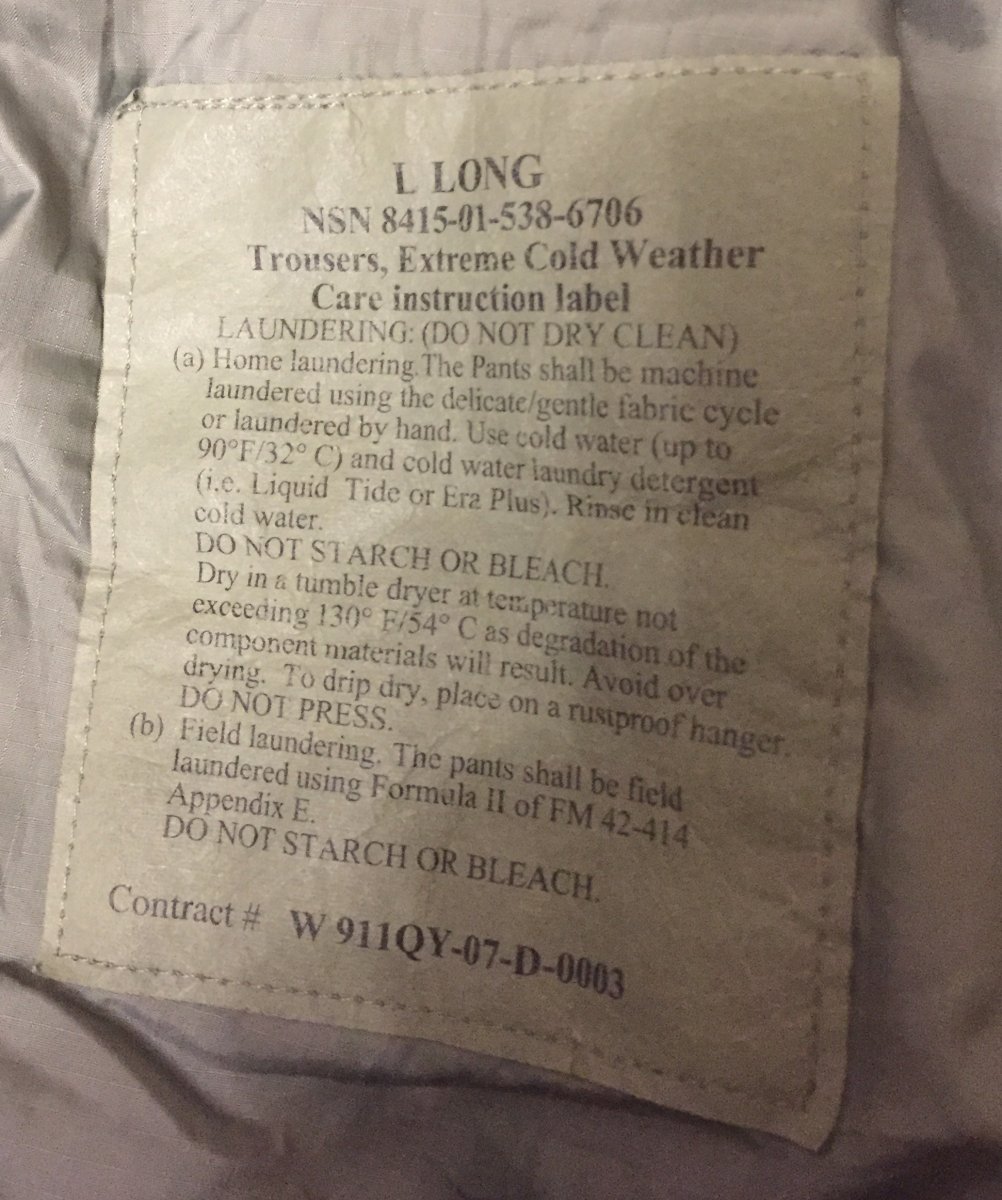 L LONG
NSN 8415-01-538-6706
Trousers, Extreme Cold Weather
Care instruction label
LAUNDERING: (DO NOT DRY CLEAN)
(a) Home laundering. The Pants shall be machine
laundered using the delicate/gentle fabric cycle
or laundered by hand. Use cold water (up to
90°F/32° C) and cold water laundry detergent
(i.e. Liquid Tide or Era Plus). Rinse in clean
cold water.
DO NOT STARCH OR BLEACH.
Dry in a tumble dryer at temperature not
exceeding 130° F/54° C as degradation of the
component materials will result. Avoid over
drying. To drip dry, place on a rustproof hanger.
DO NOT PRESS.
(b) Field laundering. The pants shall be field
laundered using Formula II of FM 42-414
Appendix E.
DO NOT STARCH OR BLEACH.
Contract # W 911QY-07-D-0003